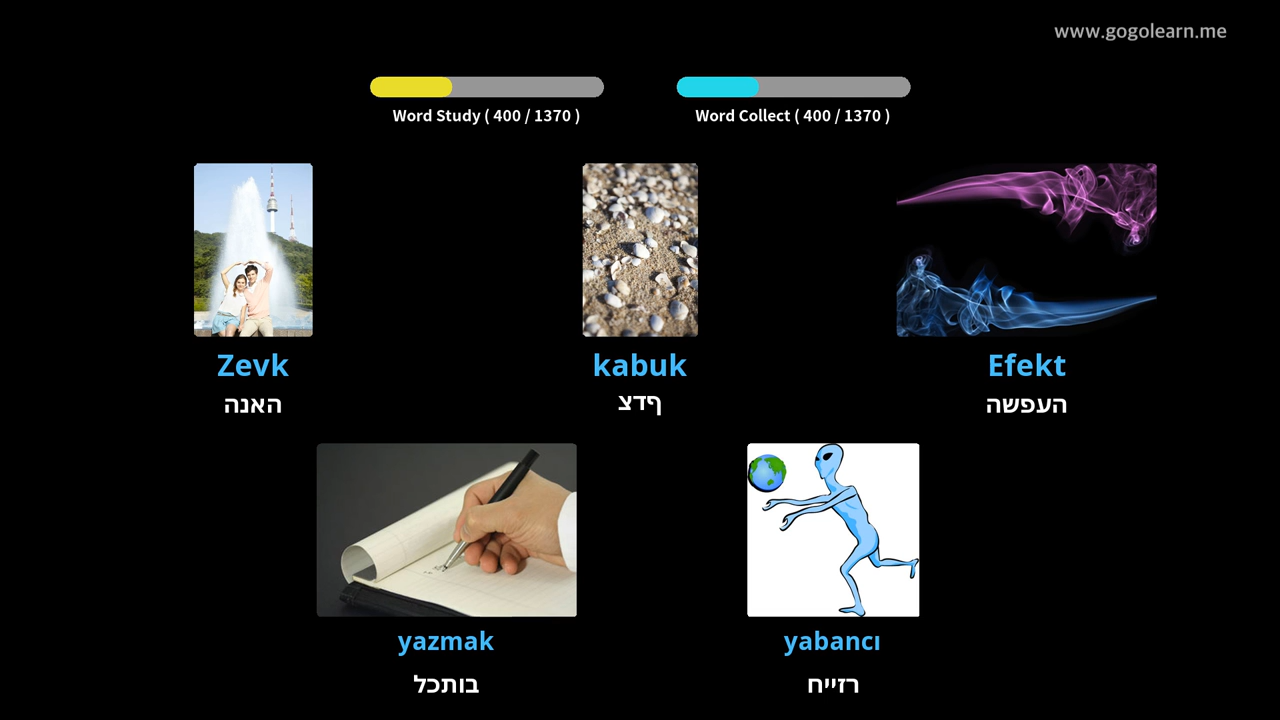 www.gogolearn.me
Word Study ( 400 / 1370 )
Word Collect ( 400 / 1370 )
Zevk
האנה
kabuk
ףדצ
Efekt
העפשה
yazmak
בותכל
yabancı
רזייח